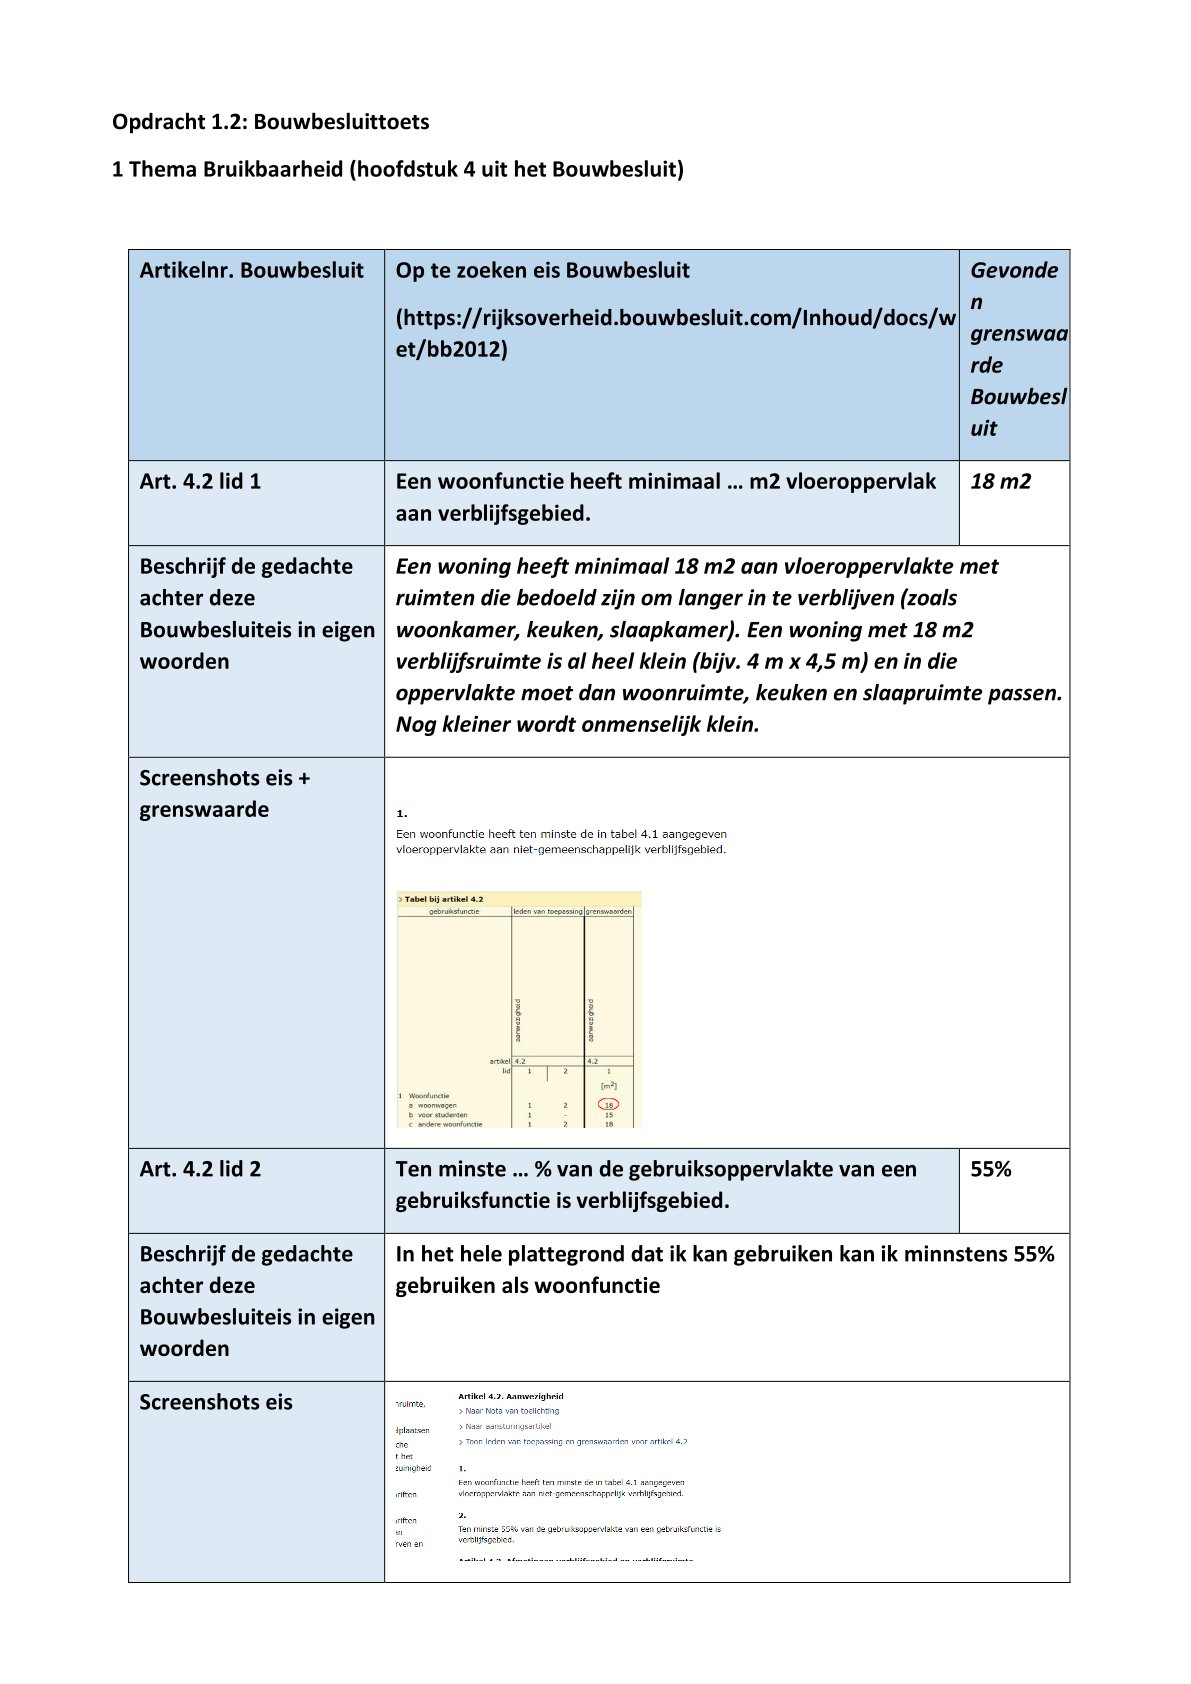 Opdracht 1.2: Bouwbesluittoets
1 Thema Bruikbaarheid (hoofdstuk 4 uit het Bouwbesluit)
Artikelnr. Bouwbesluit
Op te zoeken eis Bouwbesluit
(https://rijksoverheid.bouwbesluit.com/Inhoud/docs/w
et/bb2012)
Gevonde
n
grenswaa
rde
Bouwbesl
uit
Art. 4.2 lid 1
Een woonfunctie heeft minimaal … m2 vloeroppervlak
aan verblijfsgebied.
18 m2
Beschrijf de gedachte
achter deze
Bouwbesluiteis in eigen
woorden
Een woning heeft minimaal 18 m2 aan vloeroppervlakte met
ruimten die bedoeld zijn om langer in te verblijven (zoals
woonkamer, keuken, slaapkamer). Een woning met 18 m2
verblijfsruimte is al heel klein (bijv. 4 m x 4,5 m) en in die
oppervlakte moet dan woonruimte, keuken en slaapruimte passen.
Nog kleiner wordt onmenselijk klein.
Screenshots eis +
grenswaarde
1.
Een woonfunctie heeft ten minste de in tabel 4.1 aangegeven
vloeroppervlakte aan niet-gemeenschappelijk verblijfsgebied.
> Tabel bij artikel 4.2
gebruiksfunctie leden van toepassing grenswaarden
aanwezigheid aanwezigheid
artikel 4.2 4.2
lid 1 2 1
[m2]
1 Woonfunctie
a woonwagen 1 2 18
b voor studenten 1 - 15
c andere woonfunctie 1 2 18
Art. 4.2 lid 2
Ten minste … % van de gebruiksoppervlakte van een
gebruiksfunctie is verblijfsgebied.
55%
Beschrijf de gedachte
achter deze
Bouwbesluiteis in eigen
woorden
In het hele plattegrond dat ik kan gebruiken kan ik minnstens 55%
gebruiken als woonfunctie
Screenshots eis
nruimte,
dplaatsen
che
t het
zuinigheid
riften
riften
an
rven en
Artikel 4.2. Aanwezigheid
> Naar Nota van toelichting
> Naar aansturingsartikel
> Toon leden van toepassing en grenswaarden voor artikel 4.2
1.
Een woonfunctie heeft ten minste de in tabel 4.1 aangegeven
vloeroppervlakte aan niet-gemeenschappelijk verblijfsgebied.
2.
Ten minste 55% van de gebruiksoppervlakte van een gebruiksfunctie is
verblijfsgebied.